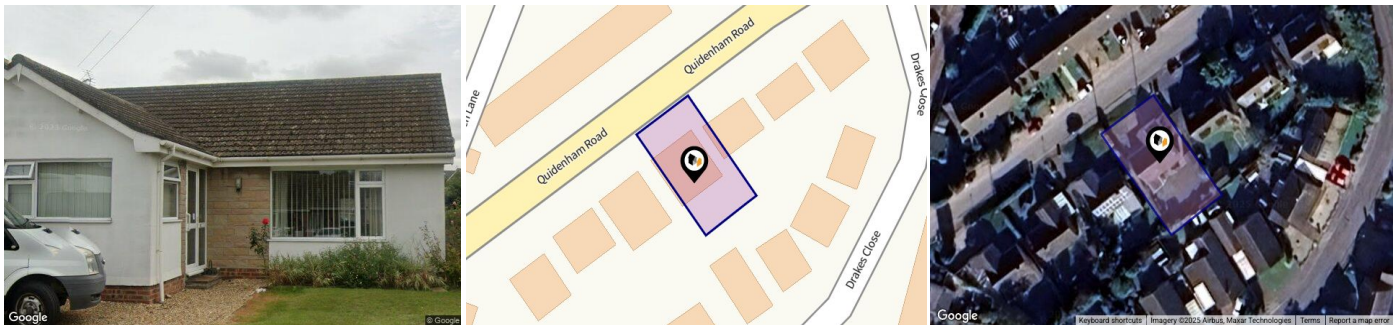 Google
© Google
Quidenham Road
Quidenham Road
Lane
Drakes Close
Drakes Close
Google
Keyboard shortcuts
Imagery ©2025 Airbus, Maxar Technologies
Terms
Report a map error